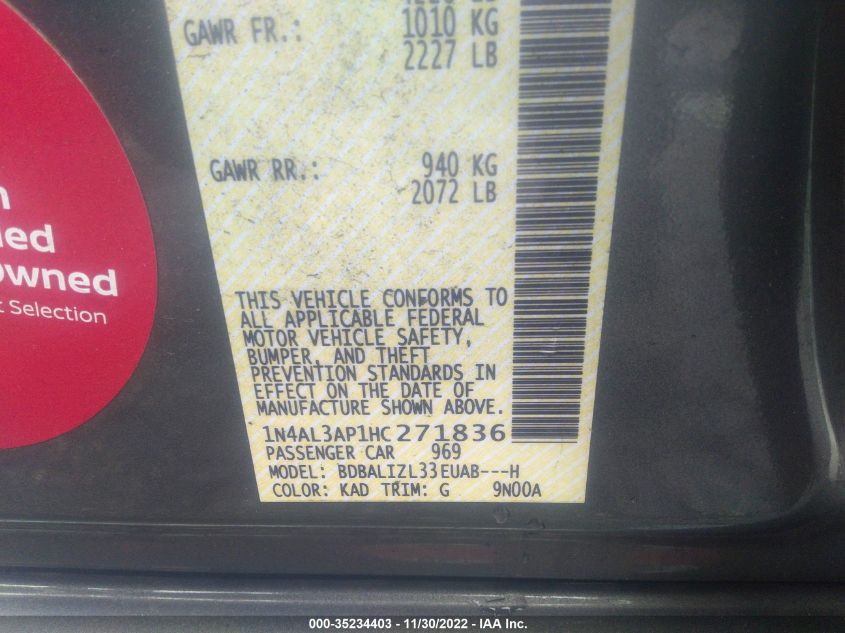 GAWR FR.: 1010 KG
2227 LB
GAWR RR.: 940 KG
2072 LB
THIS VEHICLE CONFORMS TO
ALL APPLICABLE FEDERAL
MOTOR VEHICLE SAFETY,
BUMPER, AND THEFT
PREVENTION STANDARDS IN
EFFECT ON THE DATE OF
MANUFACTURE SHOWN ABOVE.
1N4AL3AP1HC271836
PASSENGER CAR 969
MODEL: BDBALIZL33EUAB---H
COLOR: KAD TRIM: G 9N00A
Owned
Selection
000-35234403 - 11/30/2022 - IAA Inc.